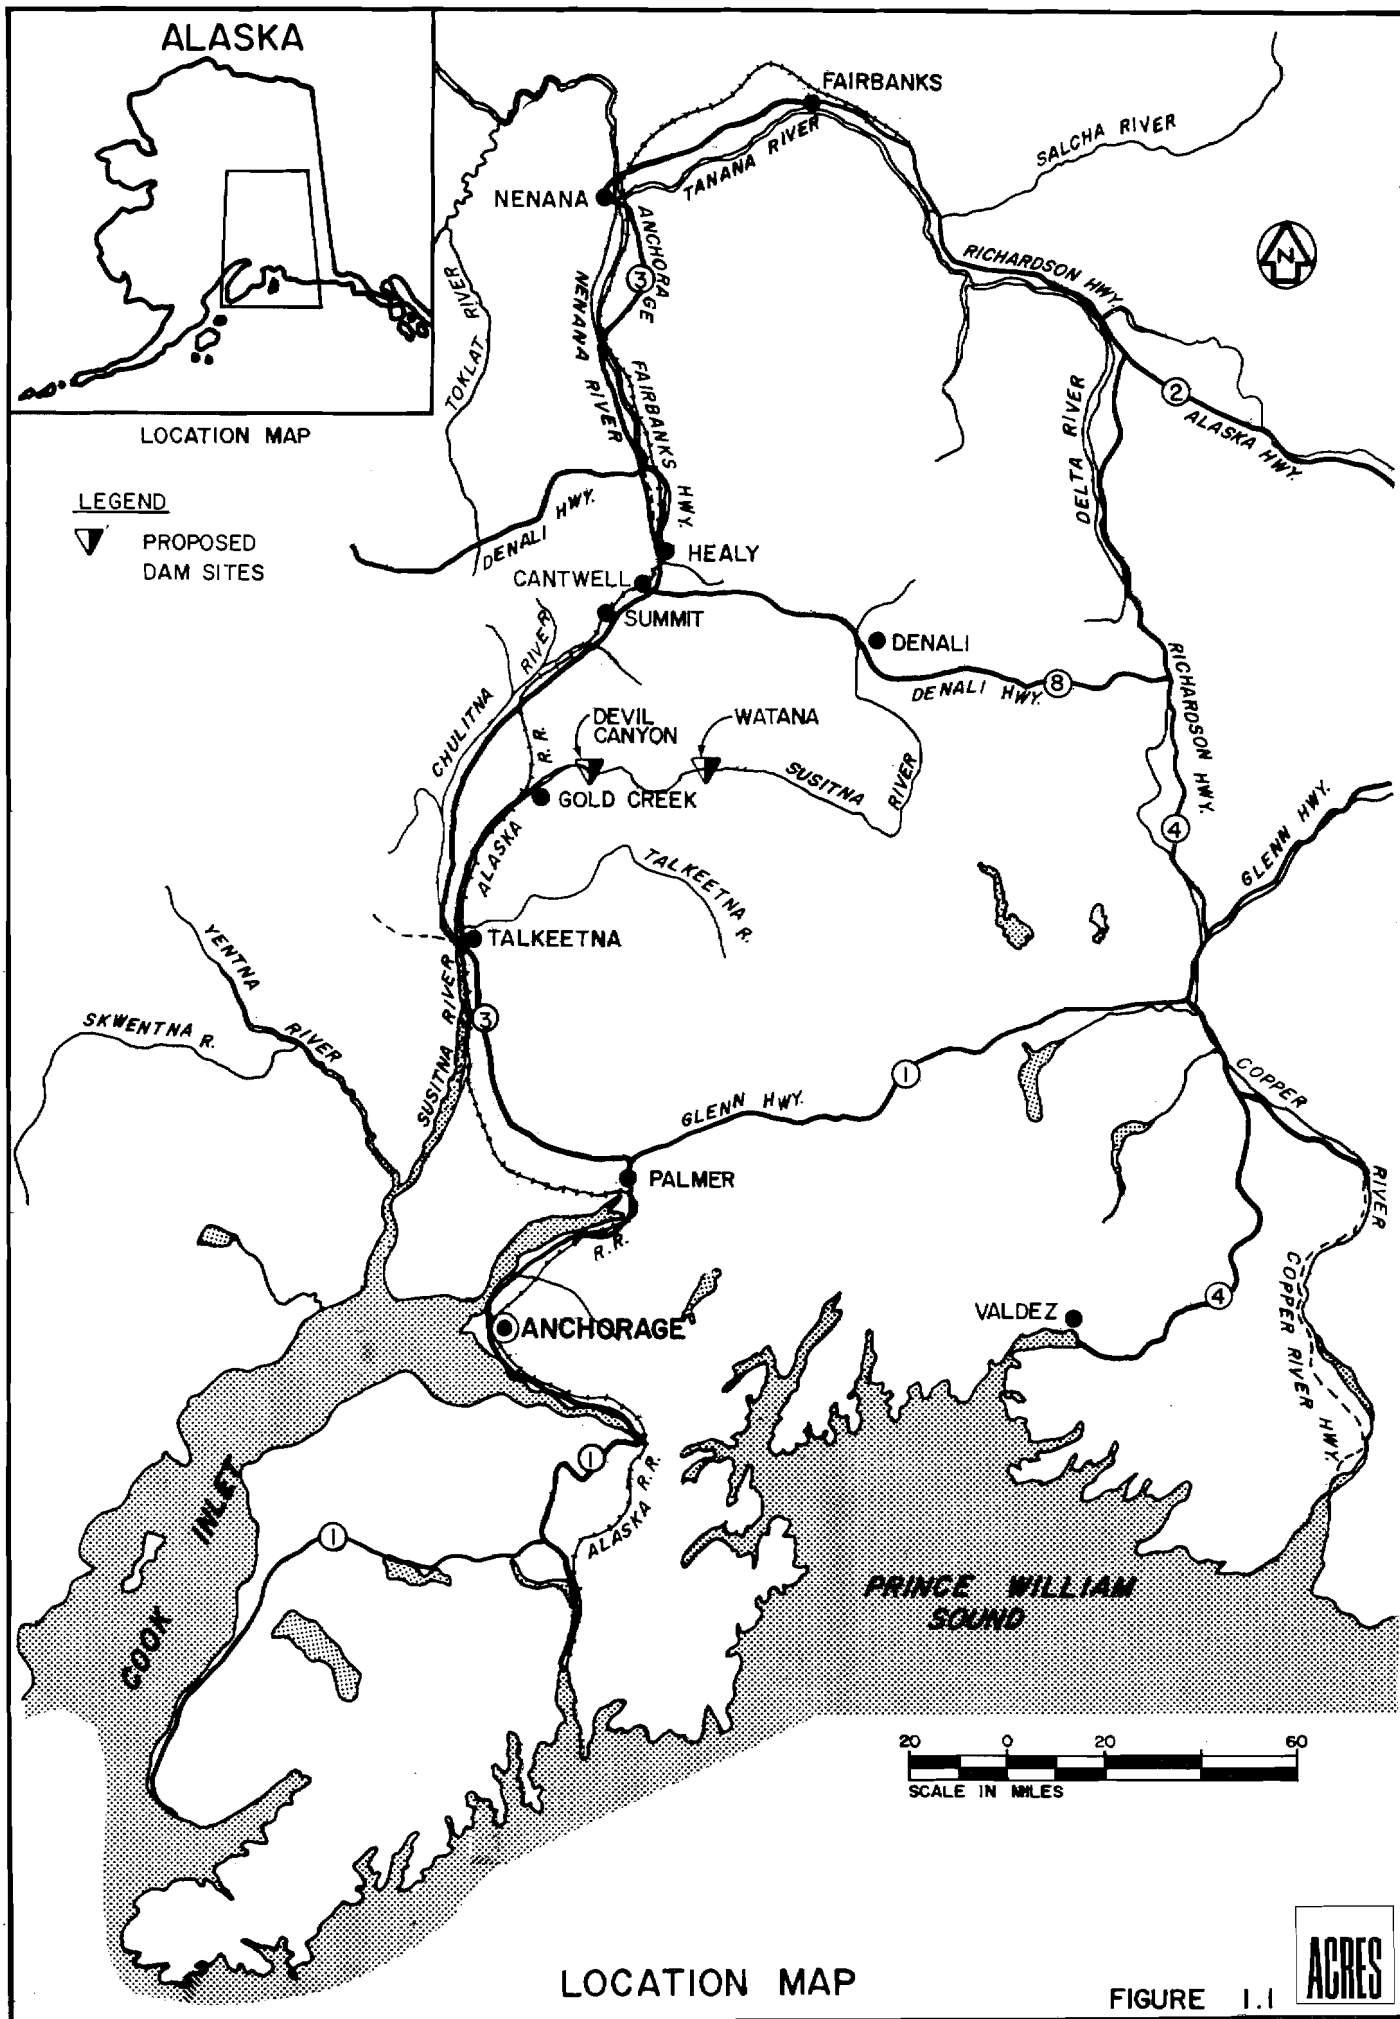 ALASKA
LOCATION MAP
LEGEND
PROPOSED
DAM SITES
FAIRBANKS
TANANA RIVER
SALCHA RIVER
NENANA
ANCHORAGE
3
FAIRBANKS HWY.
NENANA RIVER
TOKLAT RIVER
N
RICHARDSON HWY.
2
ALASKA HWY.
DELTA RIVER
DENALI HWY.
HEALY
CANTWELL
SUMMIT
DENALI
DENALI HWY.
8
RICHARDSON HWY.
4
CHULITNA RIVER
DEVIL
CANYON
WATANA
SUSITNA RIVER
GOLD CREEK
ALASKA R.R.
TALKEETNA R.
GLENN HWY.
TALKEETNA
YENTNA RIVER
SKWENTNA R.
SUSITNA RIVER
3
1
GLENN HWY.
COPPER RIVER
PALMER
R.R.
ANCHORAGE
VALDEZ
4
COPPER RIVER HWY.
1
ALASKA R.R.
1
COOK INLET
PRINCE WILLIAM
SOUND
20 0 20 60
SCALE IN MILES
LOCATION MAP
FIGURE 1.1
ACRES